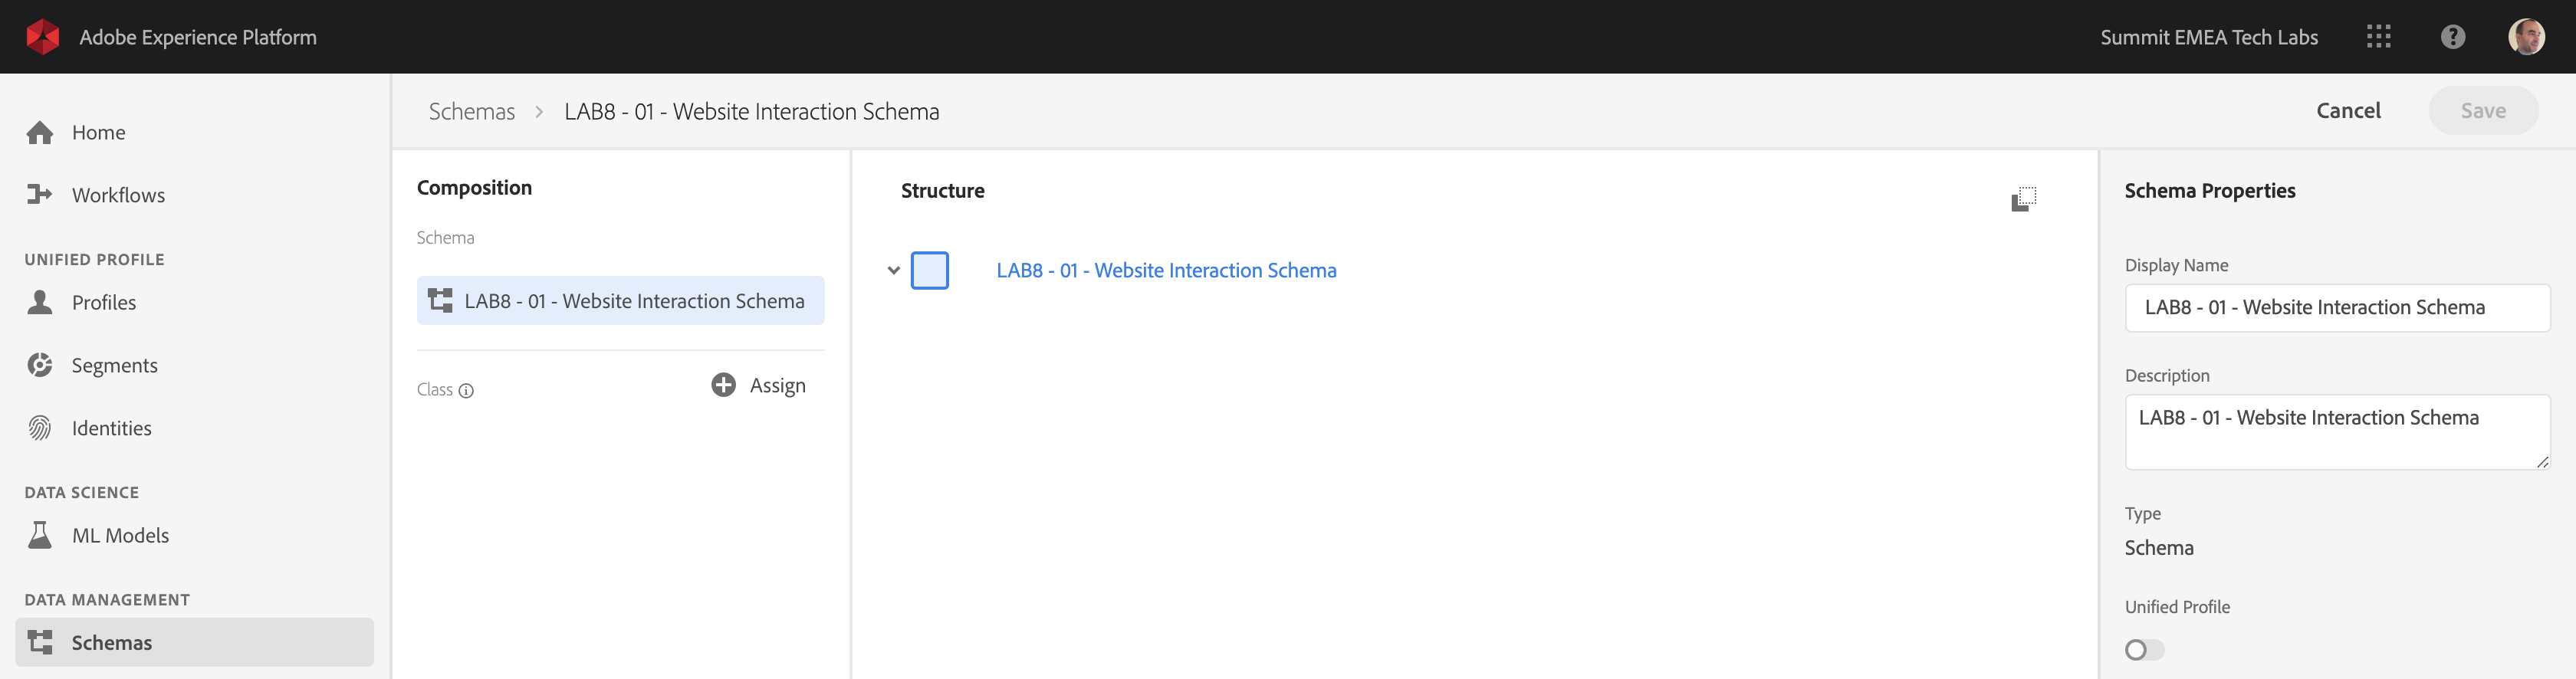 Adobe Experience Platform
Summit EMEA Tech Labs
?
Home
Workflows
UNIFIED PROFILE
Profiles
Segments
Identities
DATA SCIENCE
ML Models
DATA MANAGEMENT
Schemas
Schemas > LAB8 - 01 - Website Interaction Schema
Cancel
Save
Composition
Schema
LAB8 - 01 - Website Interaction Schema
Class
Assign
Structure
LAB8 - 01 - Website Interaction Schema
Schema Properties
Display Name
LAB8 - 01 - Website Interaction Schema
Description
LAB8 - 01 - Website Interaction Schema
Type
Schema
Unified Profile